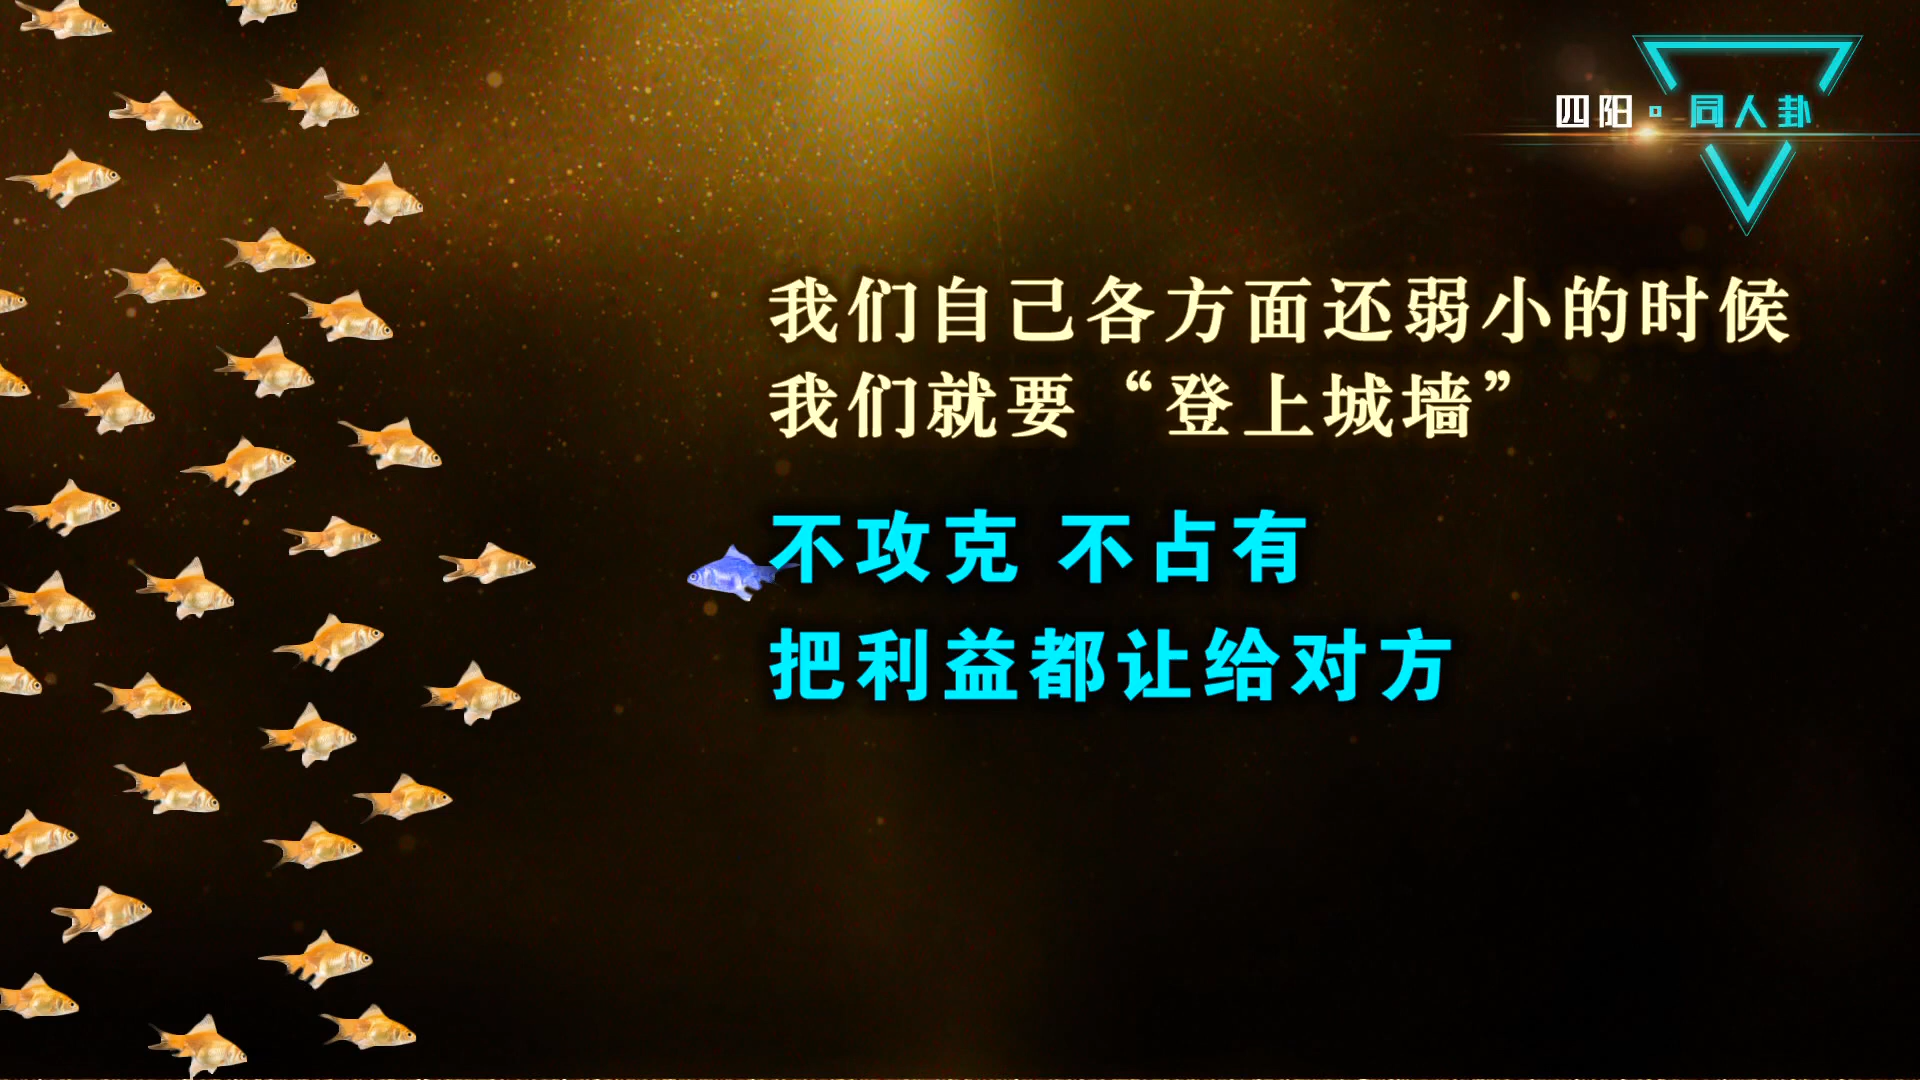 四阳·同人卦
我们自己各方面还弱小的时候
我们就要“登上城墙”
不攻克 不占有
把利益都让给对方